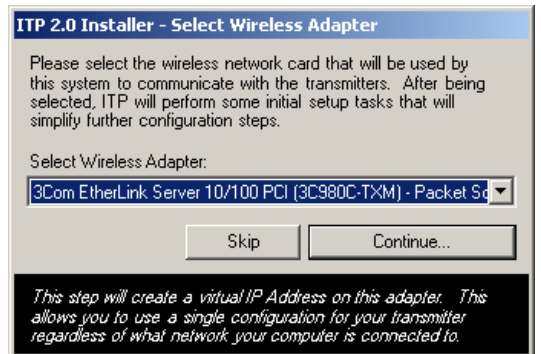 ITP 2.0 Installer - Select Wireless Adapter
Please select the wireless network card that will be used by
this system to communicate with the transmitters. After being
selected, ITP will perform some initial setup tasks that will
simplify further configuration steps.
Select Wireless Adapter:
3Com EtherLink Server 10/100 PCI (3C980C-TXM) - Packet
Skip
Continue...
This step will create a virtual IP Address on this adapter. This
allows you to use a single configuration for your transmitter
regardless of what network your computer is connected to.